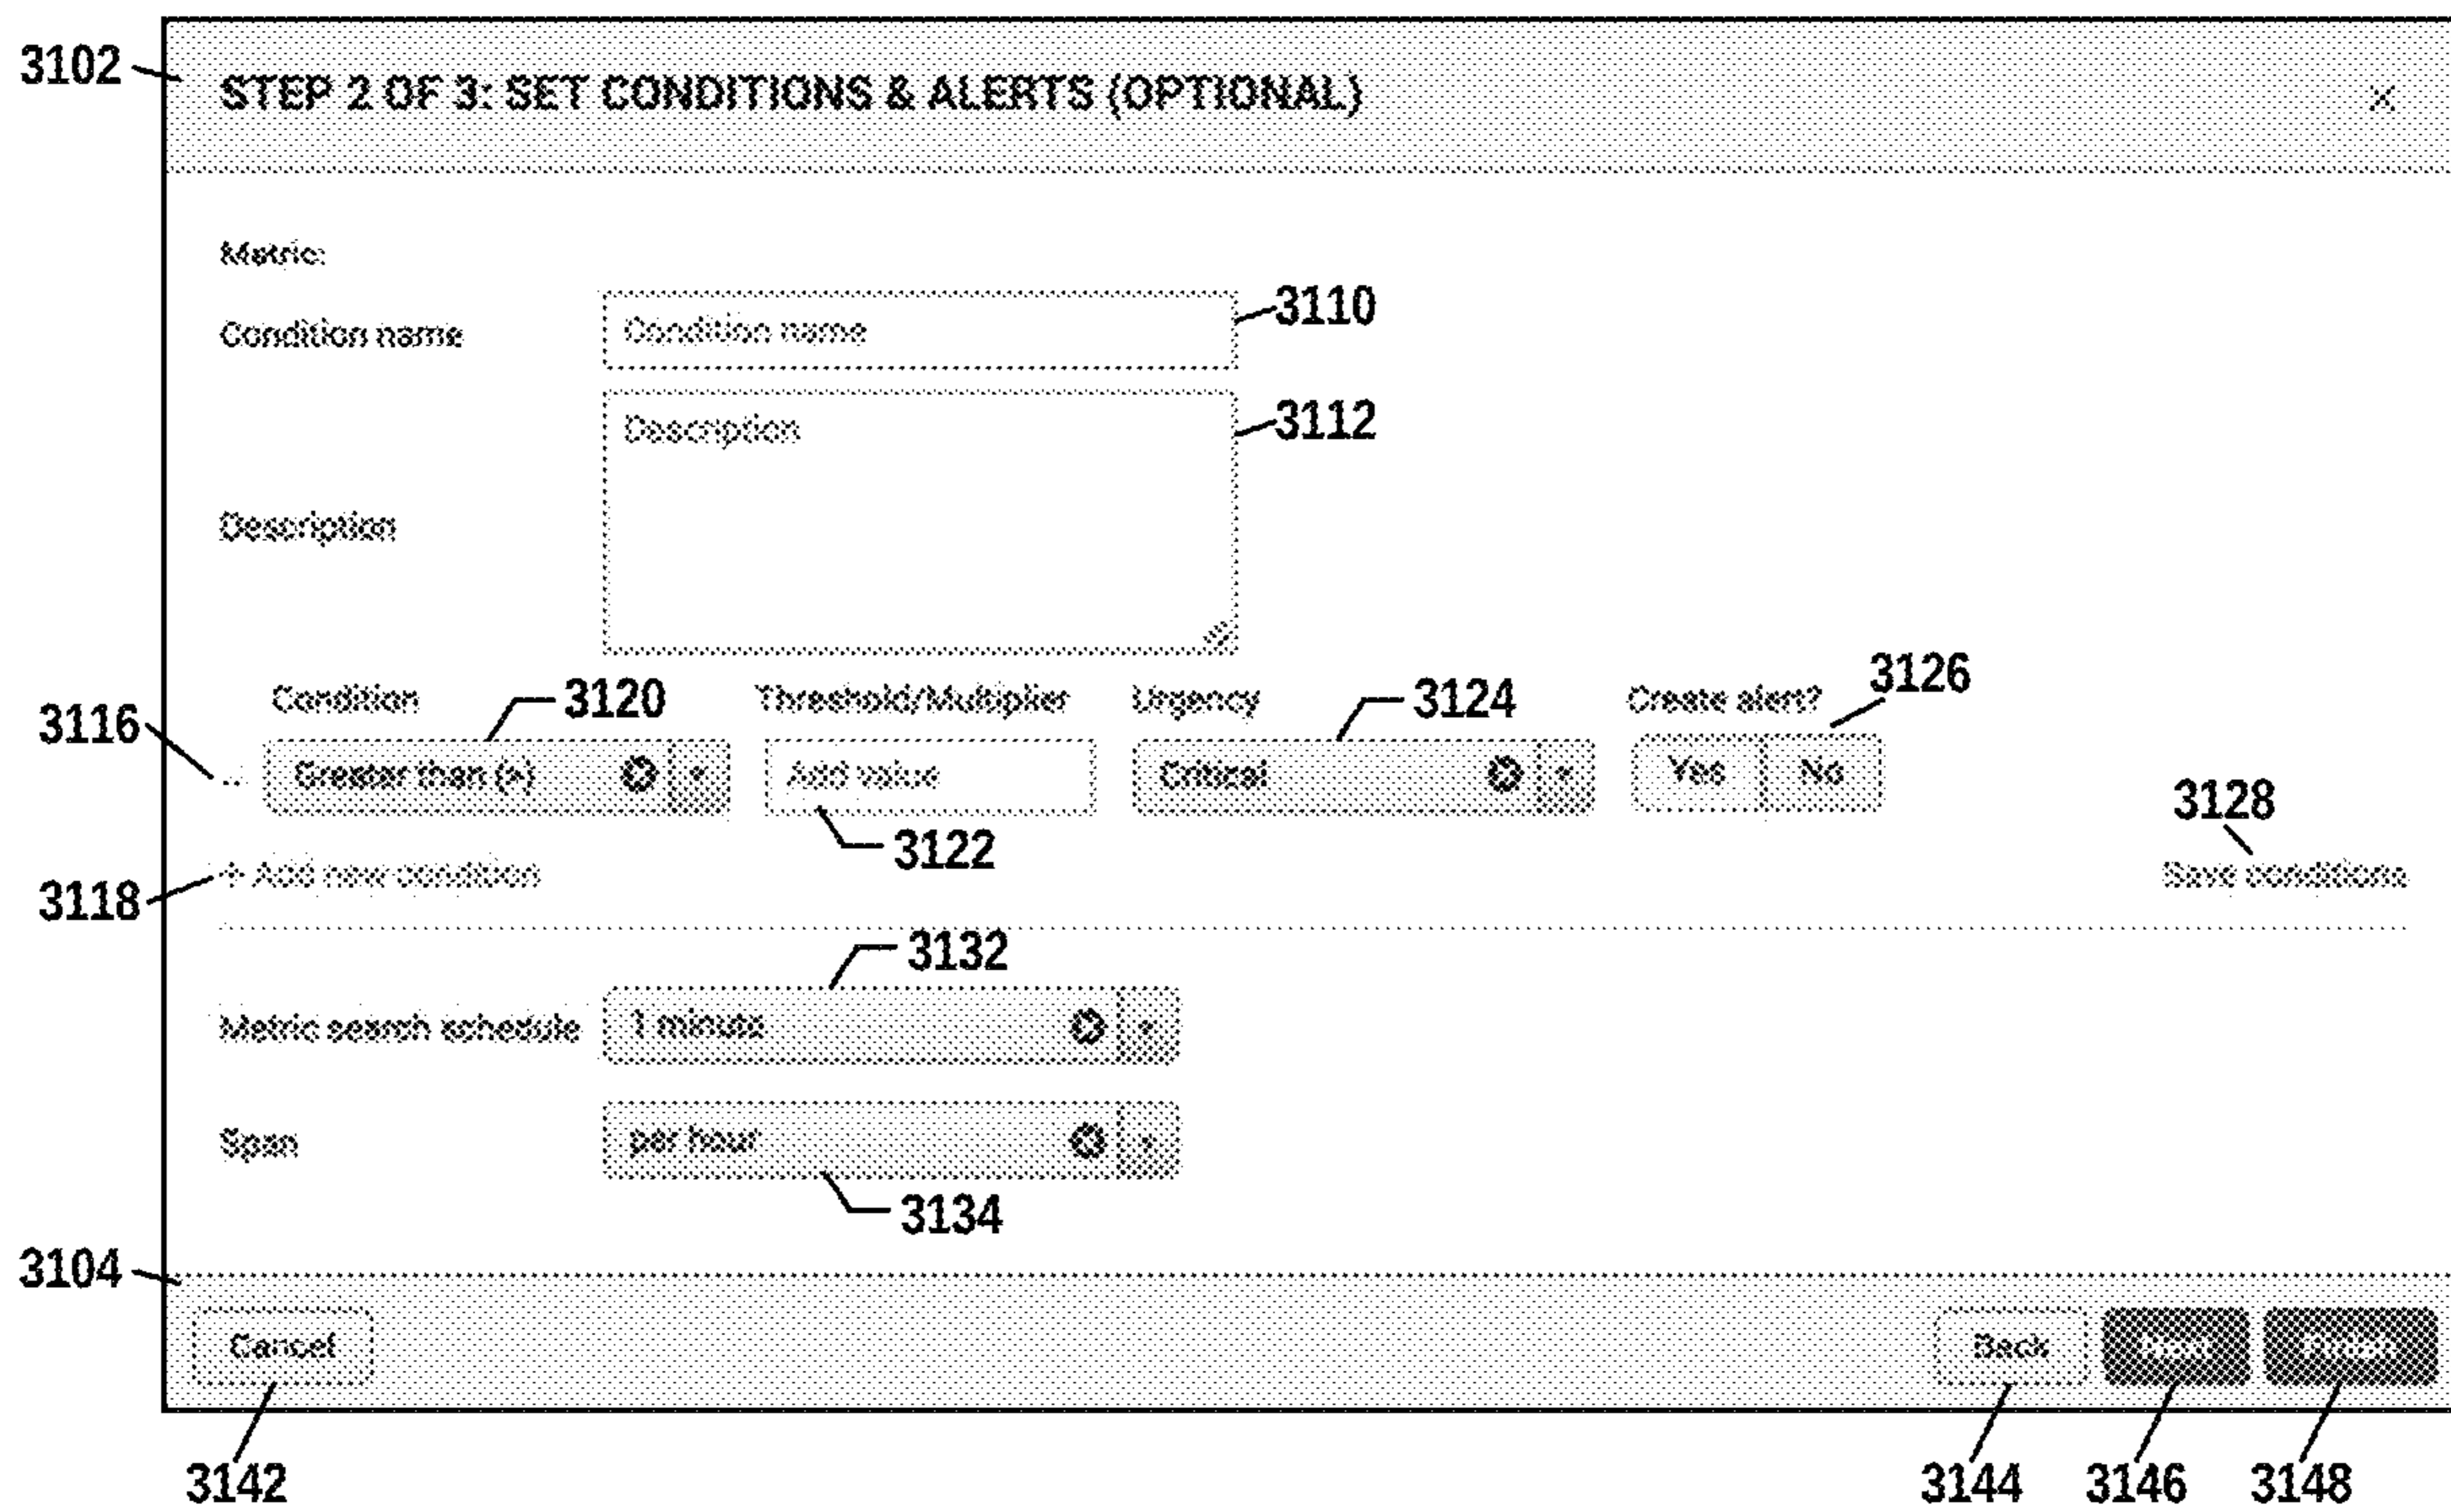 3102
STEP 2 OF 3: SET CONDITIONS & ALERTS (OPTIONAL) ×
Metric:
Condition name Condition name 3110
Description 3112
Description
Condition 3120 Threshold/Multiplier Urgency 3124 Create alert? 3126
3116 Greater than (>) Add value Critical Yes No
3122 3128
3118 + Add new condition Save conditions
3132
Metric search schedule 1 minute
Span per hour
3134
3104
Cancel Back Next Finish
3142 3144 3146 3148